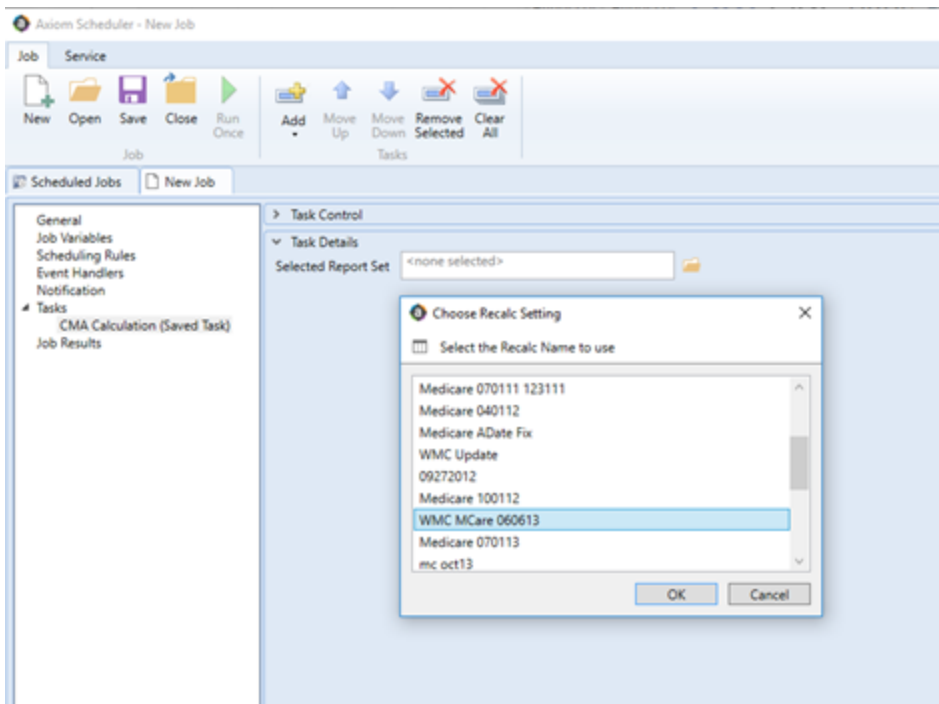 Axiom Scheduler - New Job
Job Service
New Open Save Close Run Once Add Move Up Move Down Remove Selected Clear All
Job Tasks
Scheduled Jobs New Job
General
Job Variables
Scheduling Rules
Event Handlers
Notification
Tasks
CMA Calculation (Saved Task)
Job Results
Task Control
Task Details
Selected Report Set <none selected>
Choose Recalc Setting
Select the Recalc Name to use
Medicare 070111 123111
Medicare 040112
Medicare ADate Fix
WMC Update
09272012
Medicare 100112
WMC MCare 060613
Medicare 070113
mc oct13
OK Cancel